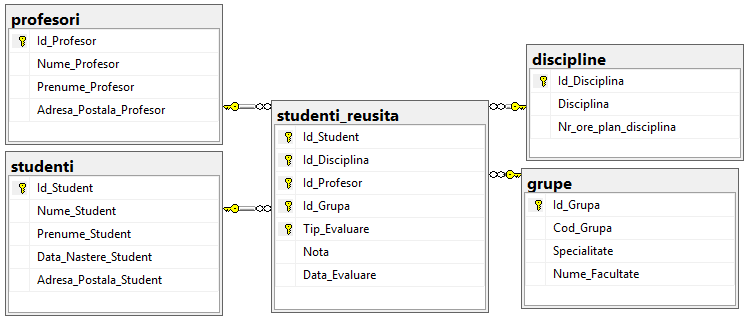 profesori
Id_Profesor
Nume_Profesor
Prenume_Profesor
Adresa_Postala_Profesor
studenti
Id_Student
Nume_Student
Prenume_Student
Data_Nastere_Student
Adresa_Postala_Student
studenti_reusita
Id_Student
Id_Disciplina
Id_Profesor
Id_Grupa
Tip_Evaluare
Nota
Data_Evaluare
discipline
Id_Disciplina
Disciplina
Nr_ore_plan_disciplina
grupe
Id_Grupa
Cod_Grupa
Specialitate
Nume_Facultate